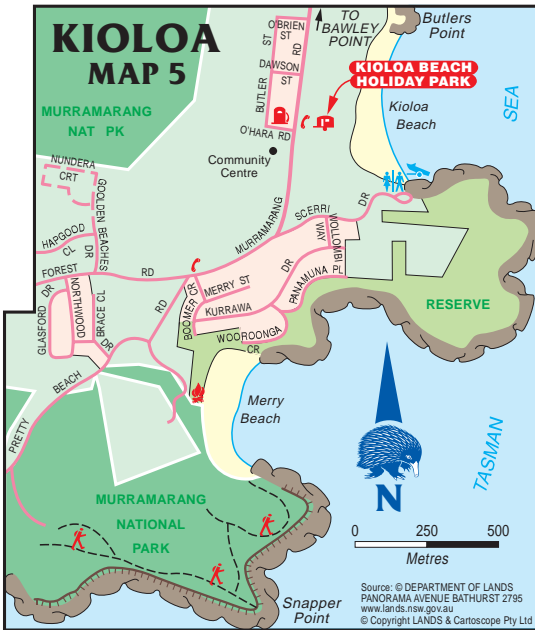 KIOLOA
MAP 5
TO
BAWLEY
POINT
Butlers
Point
O'BRIEN
ST
ST
RD
DAWSON
ST
BUTLER
KIOLOA BEACH
HOLIDAY PARK
Kioloa
Beach
SEA
MURRAMARANG
NAT PK
O'HARA RD
Community
Centre
NUNDERA
CRT
GOOLDEN BEACHES
DR
HAPGOOD
CL
MURRAMARANG
SCERRI
DR
WOLLOMBI
WAY
FOREST
RD
RD
BOOMER CR
MERRY ST
KURRAWA
DR
PANAMUNA PL
WOOROONGA
CR
GLASFORD
DR
NORTHWOOD
BRACE CL
DR
RESERVE
PRETTY
BEACH
Merry
Beach
TASMAN
N
MURRAMARANG
NATIONAL
PARK
Snapper
Point
0 250 500
Metres
Source: © DEPARTMENT OF LANDS
PANORAMA AVENUE BATHURST 2795
www.lands.nsw.gov.au
© Copyright LANDS & Cartoscope Pty Ltd